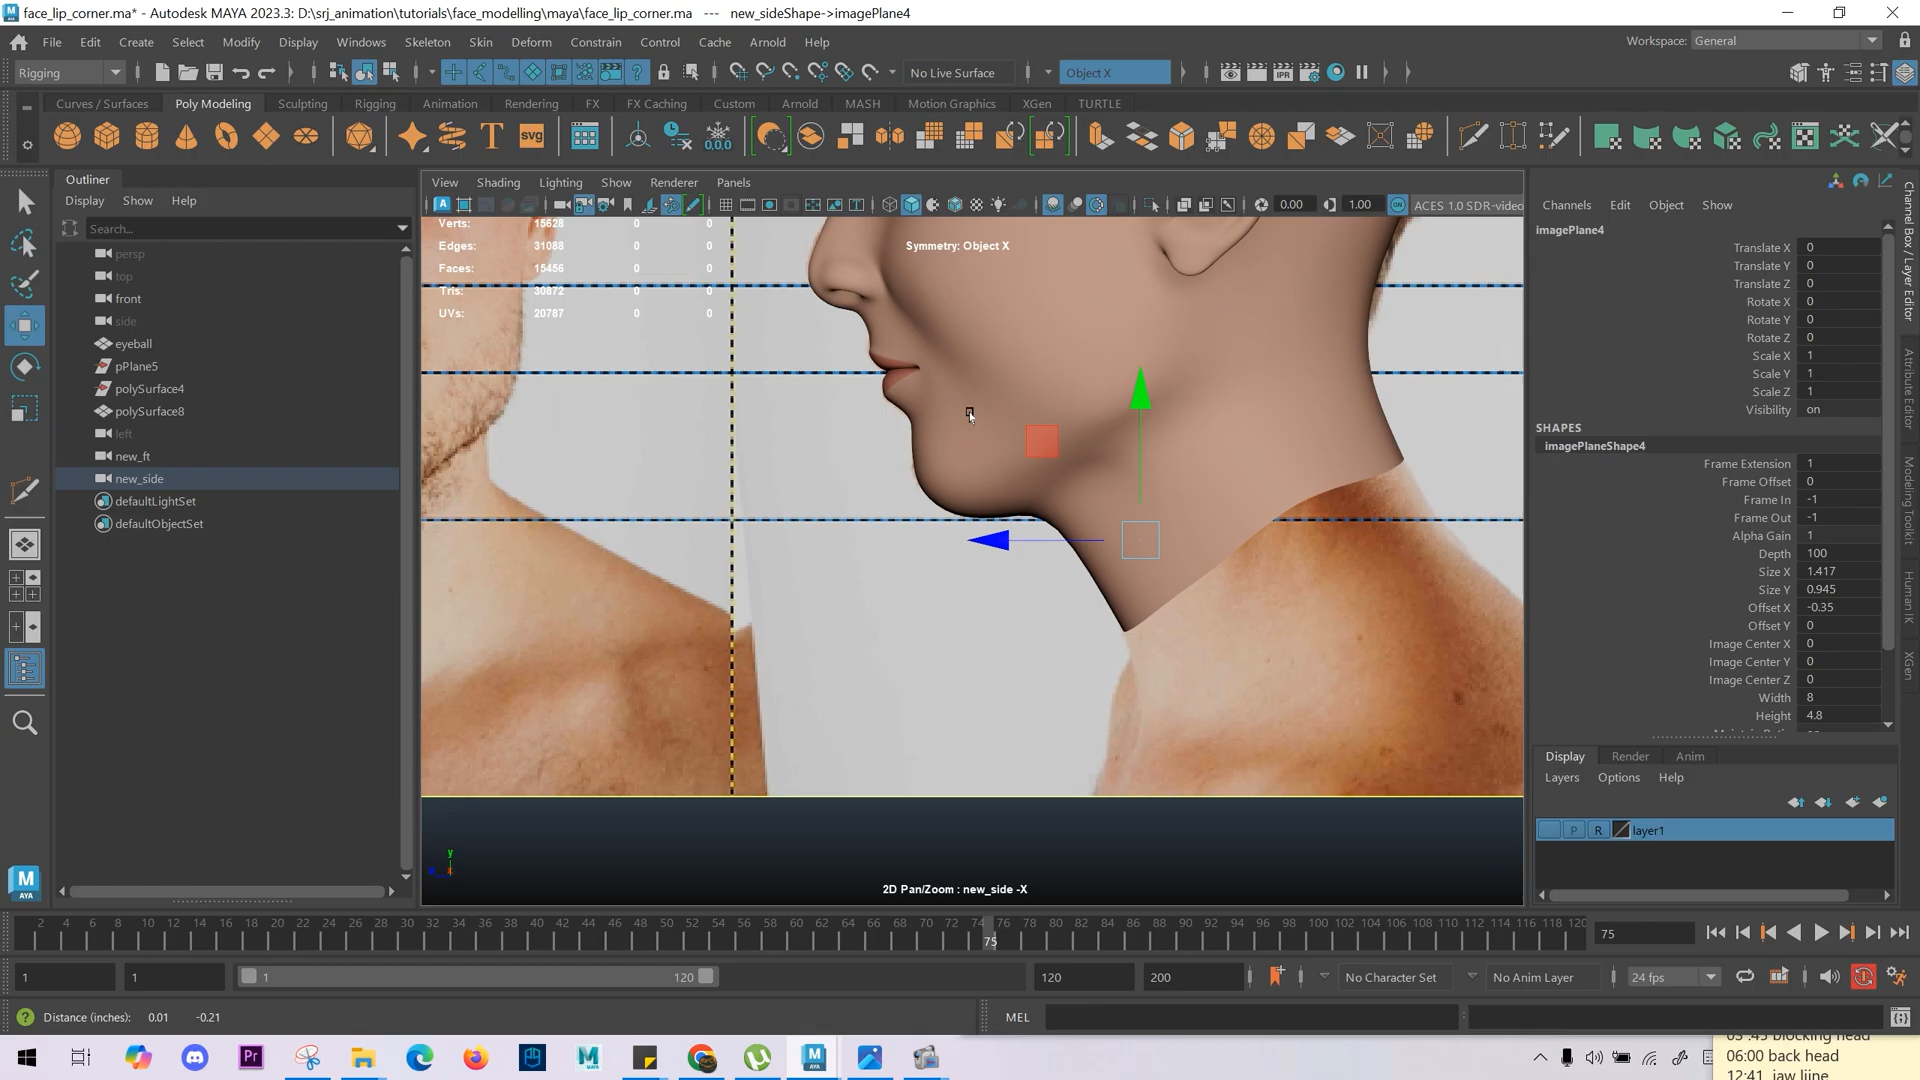 face_lip_corner.ma* - Autodesk MAYA 2023.3: D:\srj_animation\tutorials\face_modelling\maya\face_lip_corner.ma --- new_sideShape->imagePlane4
File Edit Create Select Modify Display Windows Skeleton Skin Deform Constrain Control Cache Arnold Help
Workspace: General
Rigging
No Live Surface
Object X
Curves / Surfaces Poly Modeling Sculpting Rigging Animation Rendering FX FX Caching Custom Arnold MASH Motion Graphics XGen TURTLE
Outliner
Display Show Help
Search...
persp
top
front
side
eyeball
pPlane5
polySurface4
polySurface8
left
new_ft
new_side
defaultLightSet
defaultObjectSet
View Shading Lighting Show Renderer Panels
0.00 1.00 ACES 1.0 SDR-video
Verts: 15628 0 0
Edges: 31088 0 0
Faces: 15456 0 0
Tris: 30872 0 0
UVs: 20787 0 0
Symmetry: Object X
y
2D Pan/Zoom : new_side -X
Channels Edit Object Show
imagePlane4
Translate X 0
Translate Y 0
Translate Z 0
Rotate X 0
Rotate Y 0
Rotate Z 0
Scale X 1
Scale Y 1
Scale Z 1
Visibility on
SHAPES
imagePlaneShape4
Frame Extension 1
Frame Offset 0
Frame In -1
Frame Out -1
Alpha Gain 1
Depth 100
Size X 1.417
Size Y 0.945
Offset X -0.35
Offset Y 0
Image Center X 0
Image Center Y 0
Image Center Z 0
Width 8
Height 4.8
Display Render Anim
Layers Options Help
P R layer1
Channel Box / Layer Editor
Attribute Editor
Modeling Toolkit
Human IK
XGen
2 4 6 8 10 12 14 16 18 20 22 24 26 28 30 32 34 36 38 40 42 44 46 48 50 52 54 56 58 60 62 64 66 68 70 72 74 76 78 80 82 84 86 88 90 92 94 96 98 100 102 104 106 108 110 112 114 116 118 120
75
75
1 1 1 120 120 200 No Character Set No Anim Layer 24 fps
Distance (inches): 0.01 -0.21
MEL
06:00 back head